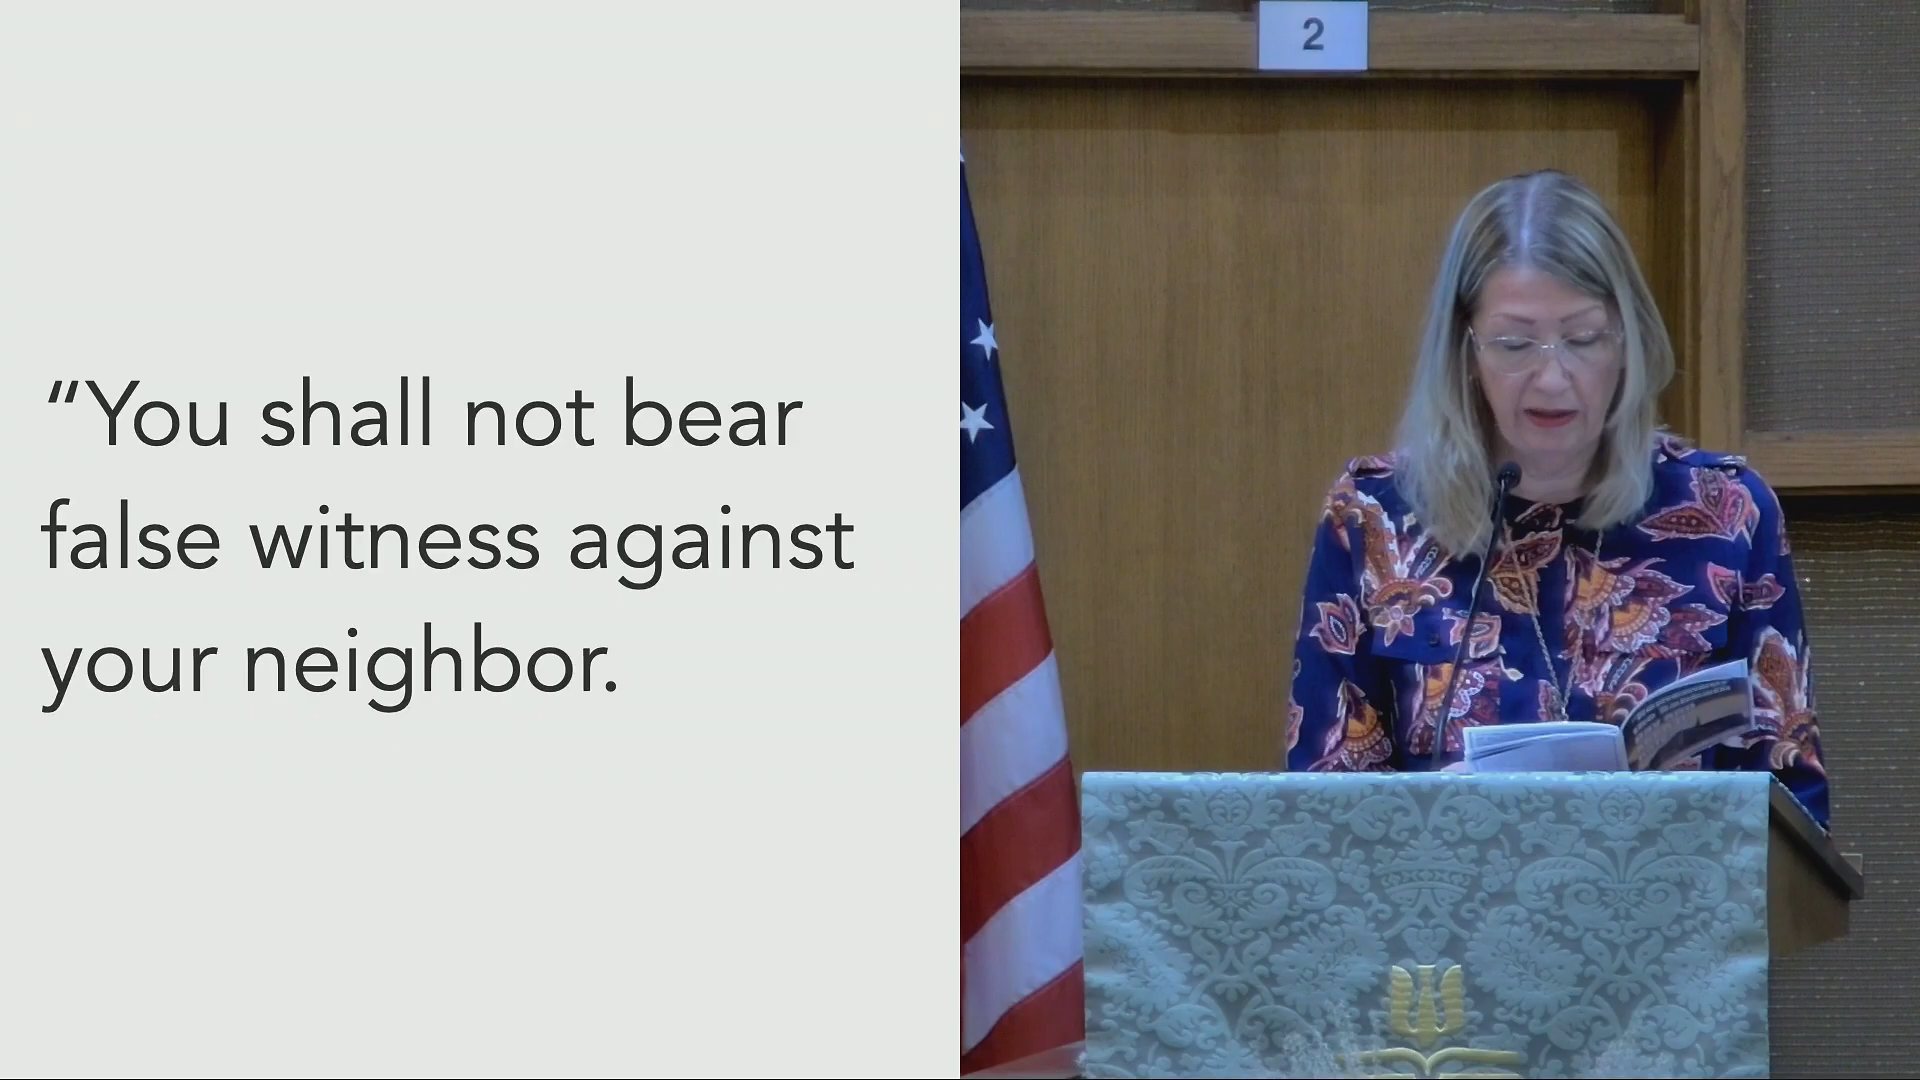 “You shall not bear
false witness against
your neighbor.
2